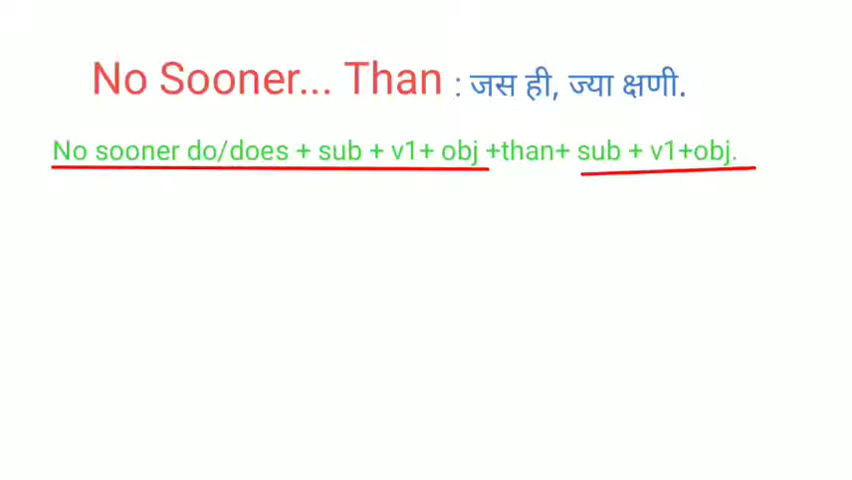 No Sooner... Than : जस ही, ज्या क्षणी.
No sooner do/does + sub + v1+ obj +than+ sub + v1+obj.